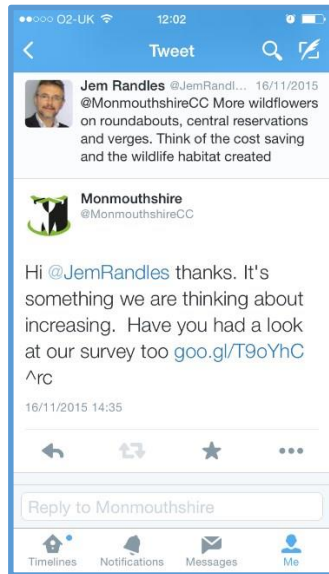 O2-UK 12:02
Tweet
Jem Randles @JemRandl... 16/11/2015
@MonmouthshireCC More wildflowers
on roundabouts, central reservations
and verges. Think of the cost saving
and the wildlife habitat created
Monmouthshire
@MonmouthshireCC
Hi @JemRandles thanks. It's
something we are thinking about
increasing. Have you had a look
at our survey too goo.gl/T9oYhC
^rc
16/11/2015 14:35
Reply to Monmouthshire
Timelines Notifications Messages Me